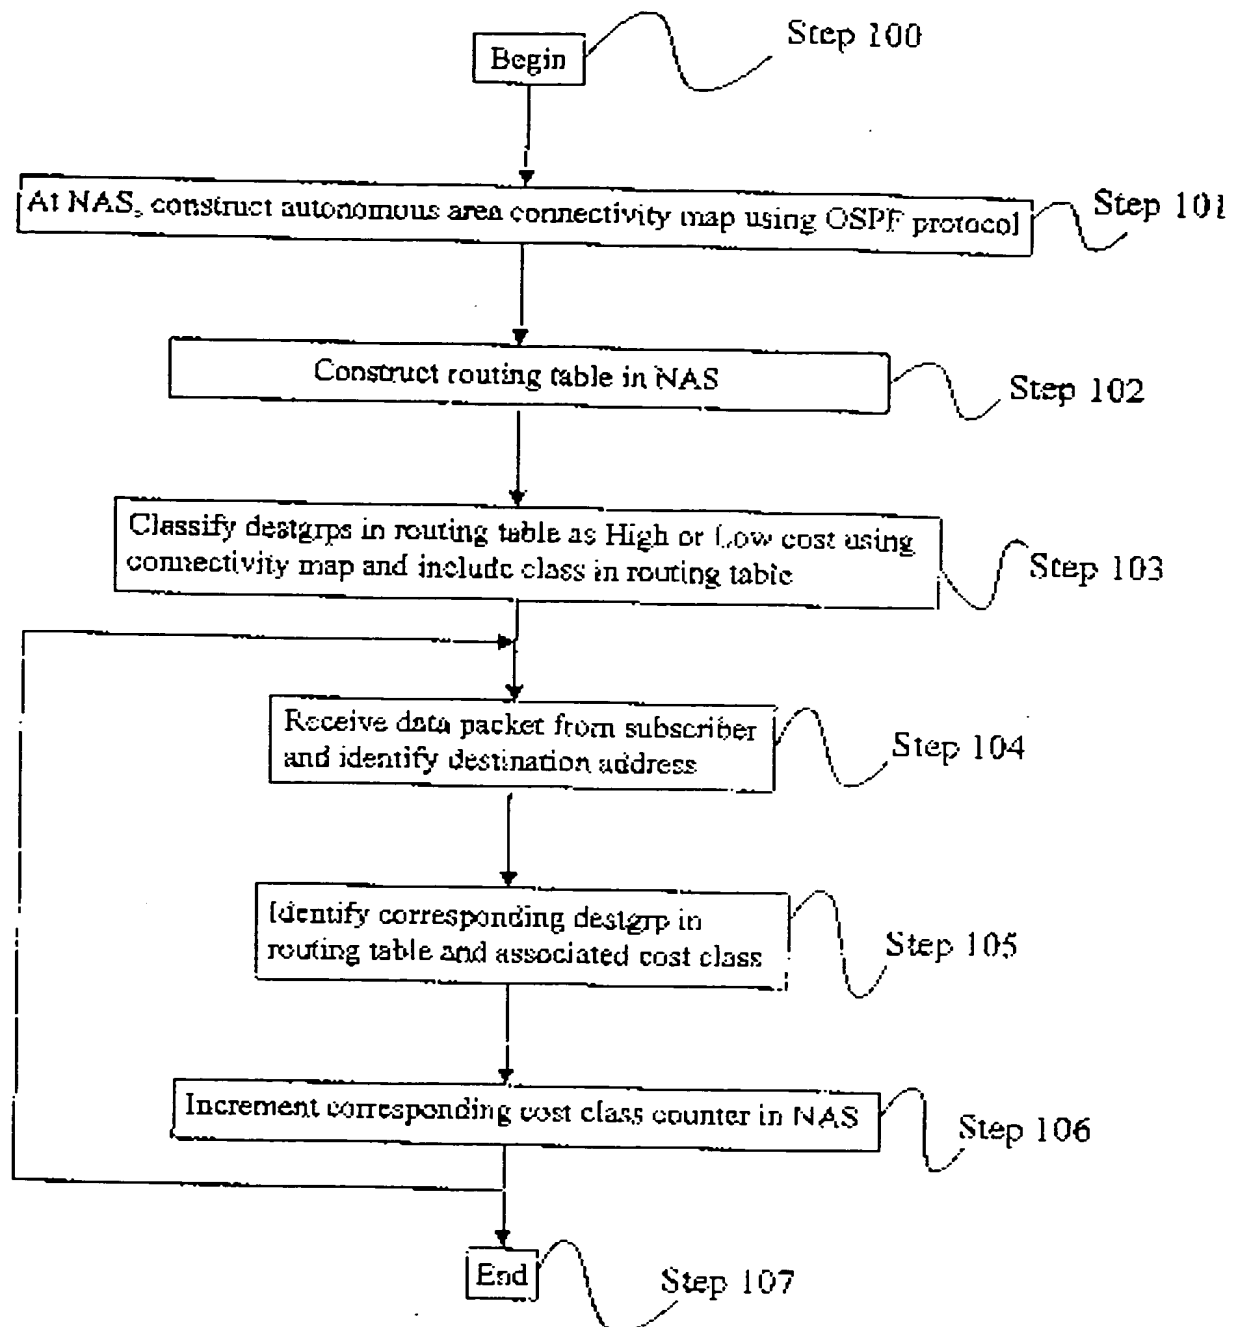 Begin
Step 100
At NAS, construct autonomous area connectivity map using OSPF protocol
Step 101
Construct routing table in NAS
Step 102
Classify destgrps in routing table as High or Low cost using
connectivity map and include class in routing table
Step 103
Receive data packet from subscriber
and identify destination address
Step 104
Identify corresponding destgrp in
routing table and associated cost class
Step 105
Increment corresponding cost class counter in NAS
Step 106
End
Step 107